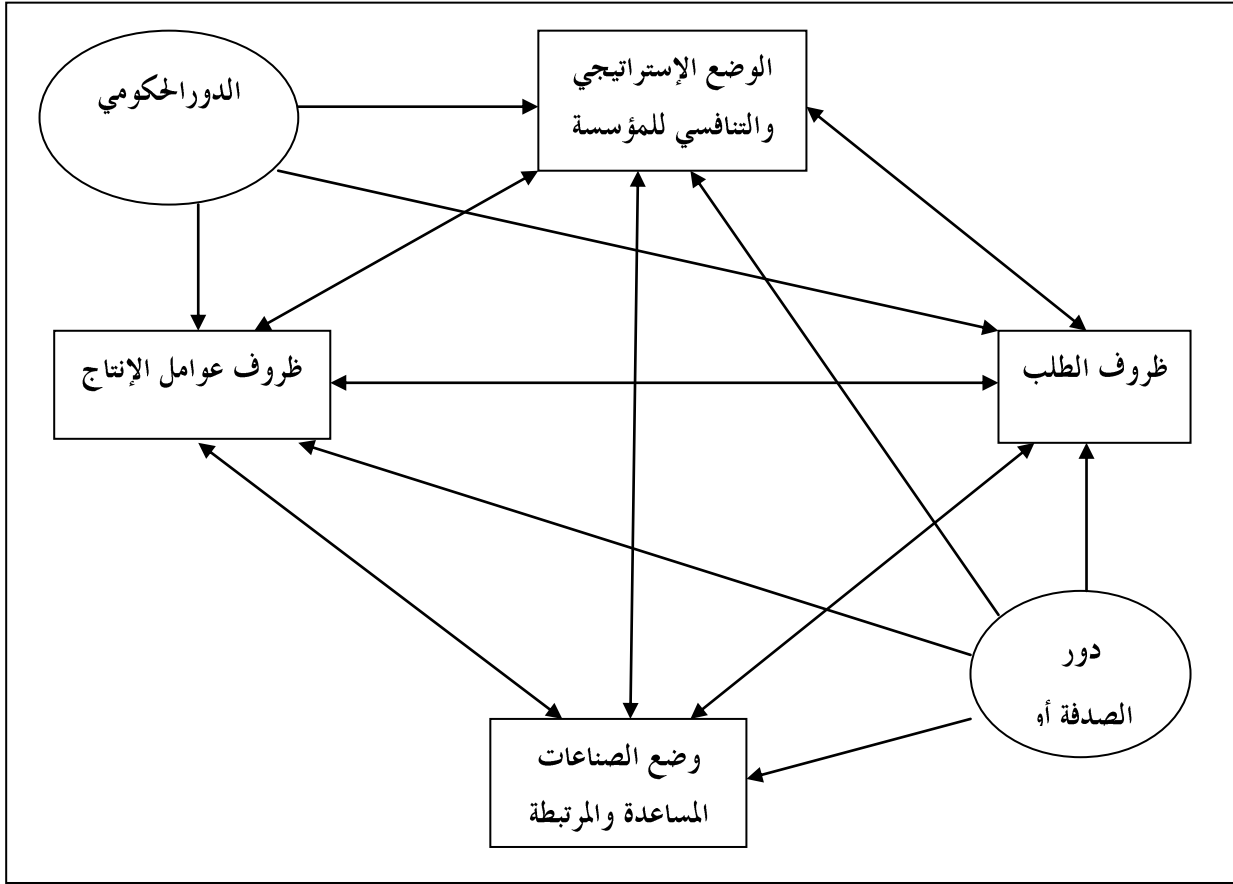 الدورالحكومي
الوضع الإستراتيجي
والتنافسي للمؤسسة
ظروف عوامل الإنتاج
ظروف الطلب
دور
الصدفة أو
وضع الصناعات
المساعدة والمرتبطة